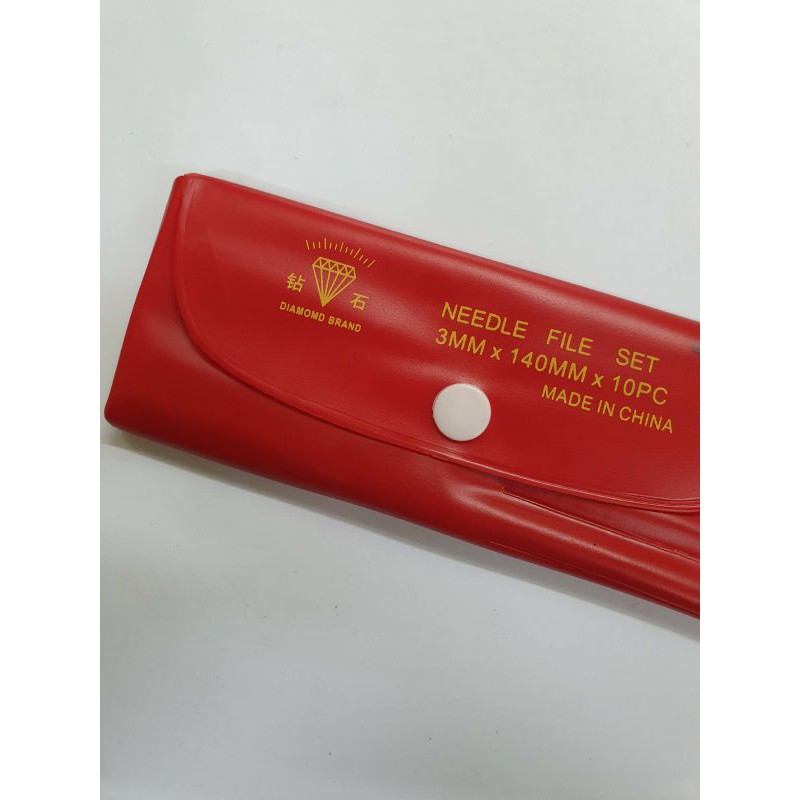 钻 石
DIAMOMD BRAND
NEEDLE FILE SET
3MM x 140MM x 10PC
MADE IN CHINA